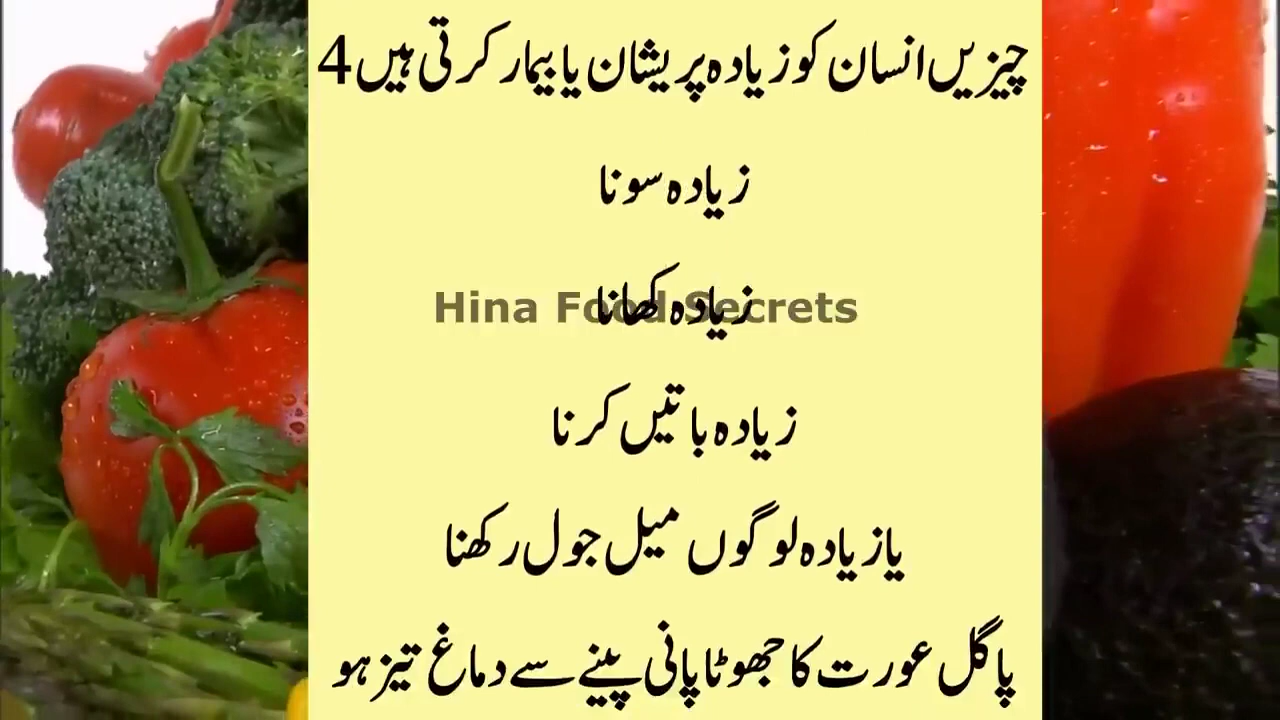 4 چیزیں انسان کو زیادہ پریشان یا بیمار کرتی ہیں
زیادہ سونا
زیادہ کھانا
Hina Food Secrets
زیادہ باتیں کرنا
یا زیادہ لوگوں میل جول رکھنا
پاگل عورت کا جھوٹا پانی پینے سے دماغ تیز ہو